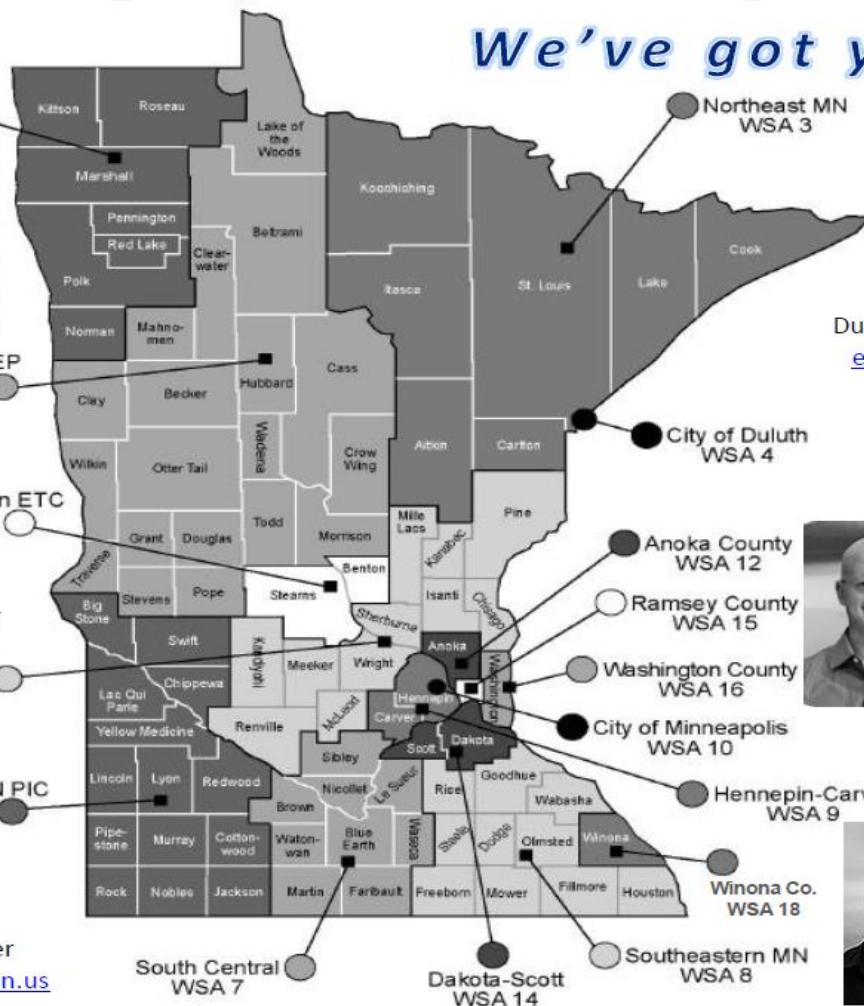 We've got y
Northeast MN
WSA 3
Kittson
Roseau
Lake of
the
Woods
Marshall
Koochiching
Pennington
Red Lake
Beltrami
Clear-
water
Cook
Polk
Itasca
St. Louis
Lake
Norman
Mahno-
men
Du
EP
e
Cass
Hubbard
Clay
Becker
Wadena
Crow
Wing
Aitkin
Carlton
City of Duluth
WSA 4
Wilkin
Otter Tail
n ETC
Mille
Lacs
Pine
Todd
Grant
Douglas
Morrison
Kanabec
Anoka County
WSA 12
Traverse
Benton
Stevens
Pope
Stearns
Isanti
Chisago
Ramsey County
WSA 15
Big
Stone
Sherburne
Swift
Kandiyohi
Anoka
Washington
Meeker
Wright
Washington County
WSA 16
Chippewa
Lac Qui
Parle
Hennepin
McLeod
Carver
Renville
City of Minneapolis
WSA 10
Yellow Medicine
Scott
Dakota
Sibley
N PIC
Lincoln
Lyon
Redwood
Nicollet
Le Sueur
Rice
Goodhue
Hennepin-Carv
WSA 9
Brown
Wabasha
Pipe-
stone
Murray
Cotton-
wood
Waton-
wan
Blue
Earth
Waseca
Steele
Dodge
Olmsted
Winona
Rock
Nobles
Jackson
Martin
Faribault
Freeborn
Mower
Fillmore
Houston
Winona Co.
WSA 18
er
n.us
South Central
WSA 7
Dakota-Scott
WSA 14
Southeastern MN
WSA 8